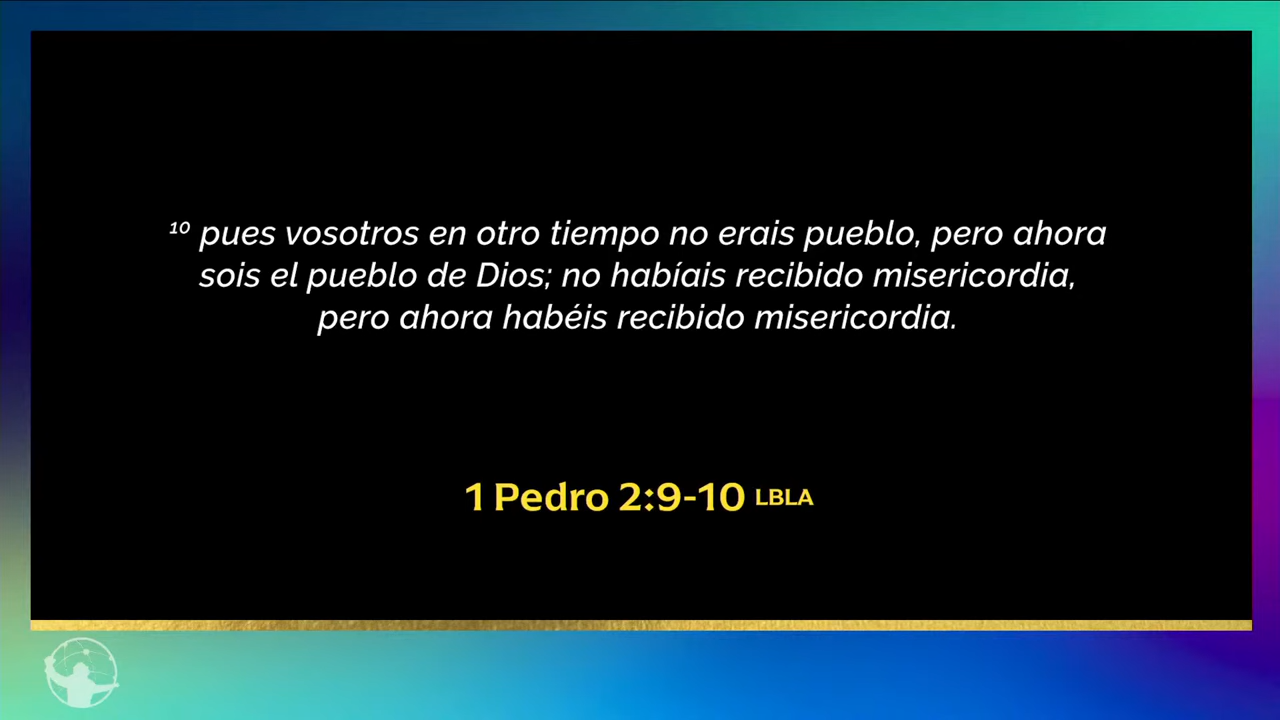 ¹⁰ pues vosotros en otro tiempo no erais pueblo, pero ahora
sois el pueblo de Dios; no habíais recibido misericordia,
pero ahora habéis recibido misericordia.
1 Pedro 2:9-10 LBLA